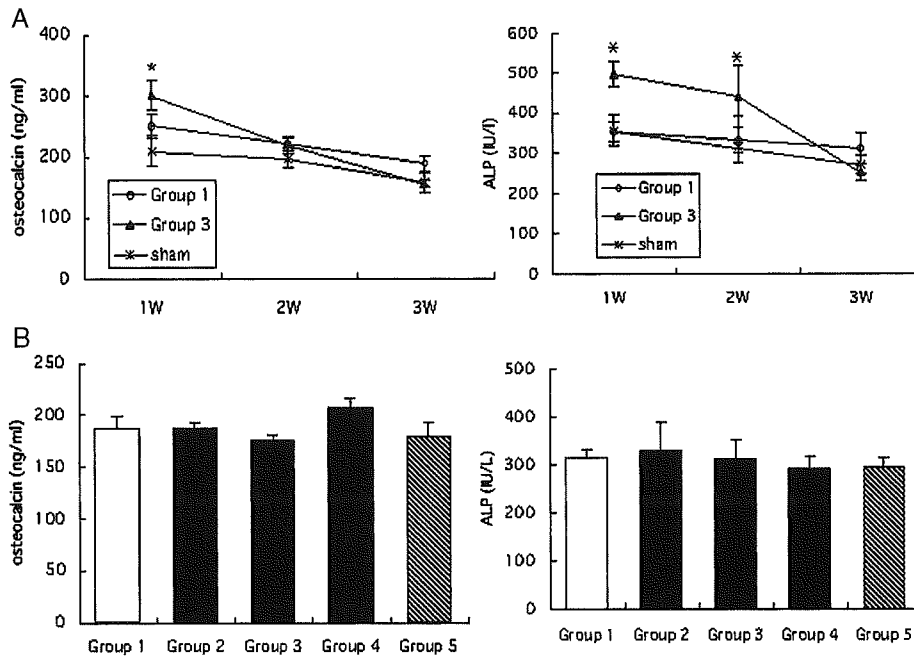 A
osteocalcin (ng/ml)
400
300
200
100
0
*
Group 1
Group 3
sham
1W 2W 3W
ALP (IU/l)
600
500
400
300
200
100
0
* *
Group 1
Group 3
sham
1W 2W 3W
B
osteocalcin (ng/ml)
250
200
150
100
50
0
Group 1 Group 2 Group 3 Group 4 Group 5
ALP (IU/L)
500
400
300
200
100
0
Group 1 Group 2 Group 3 Group 4 Group 5